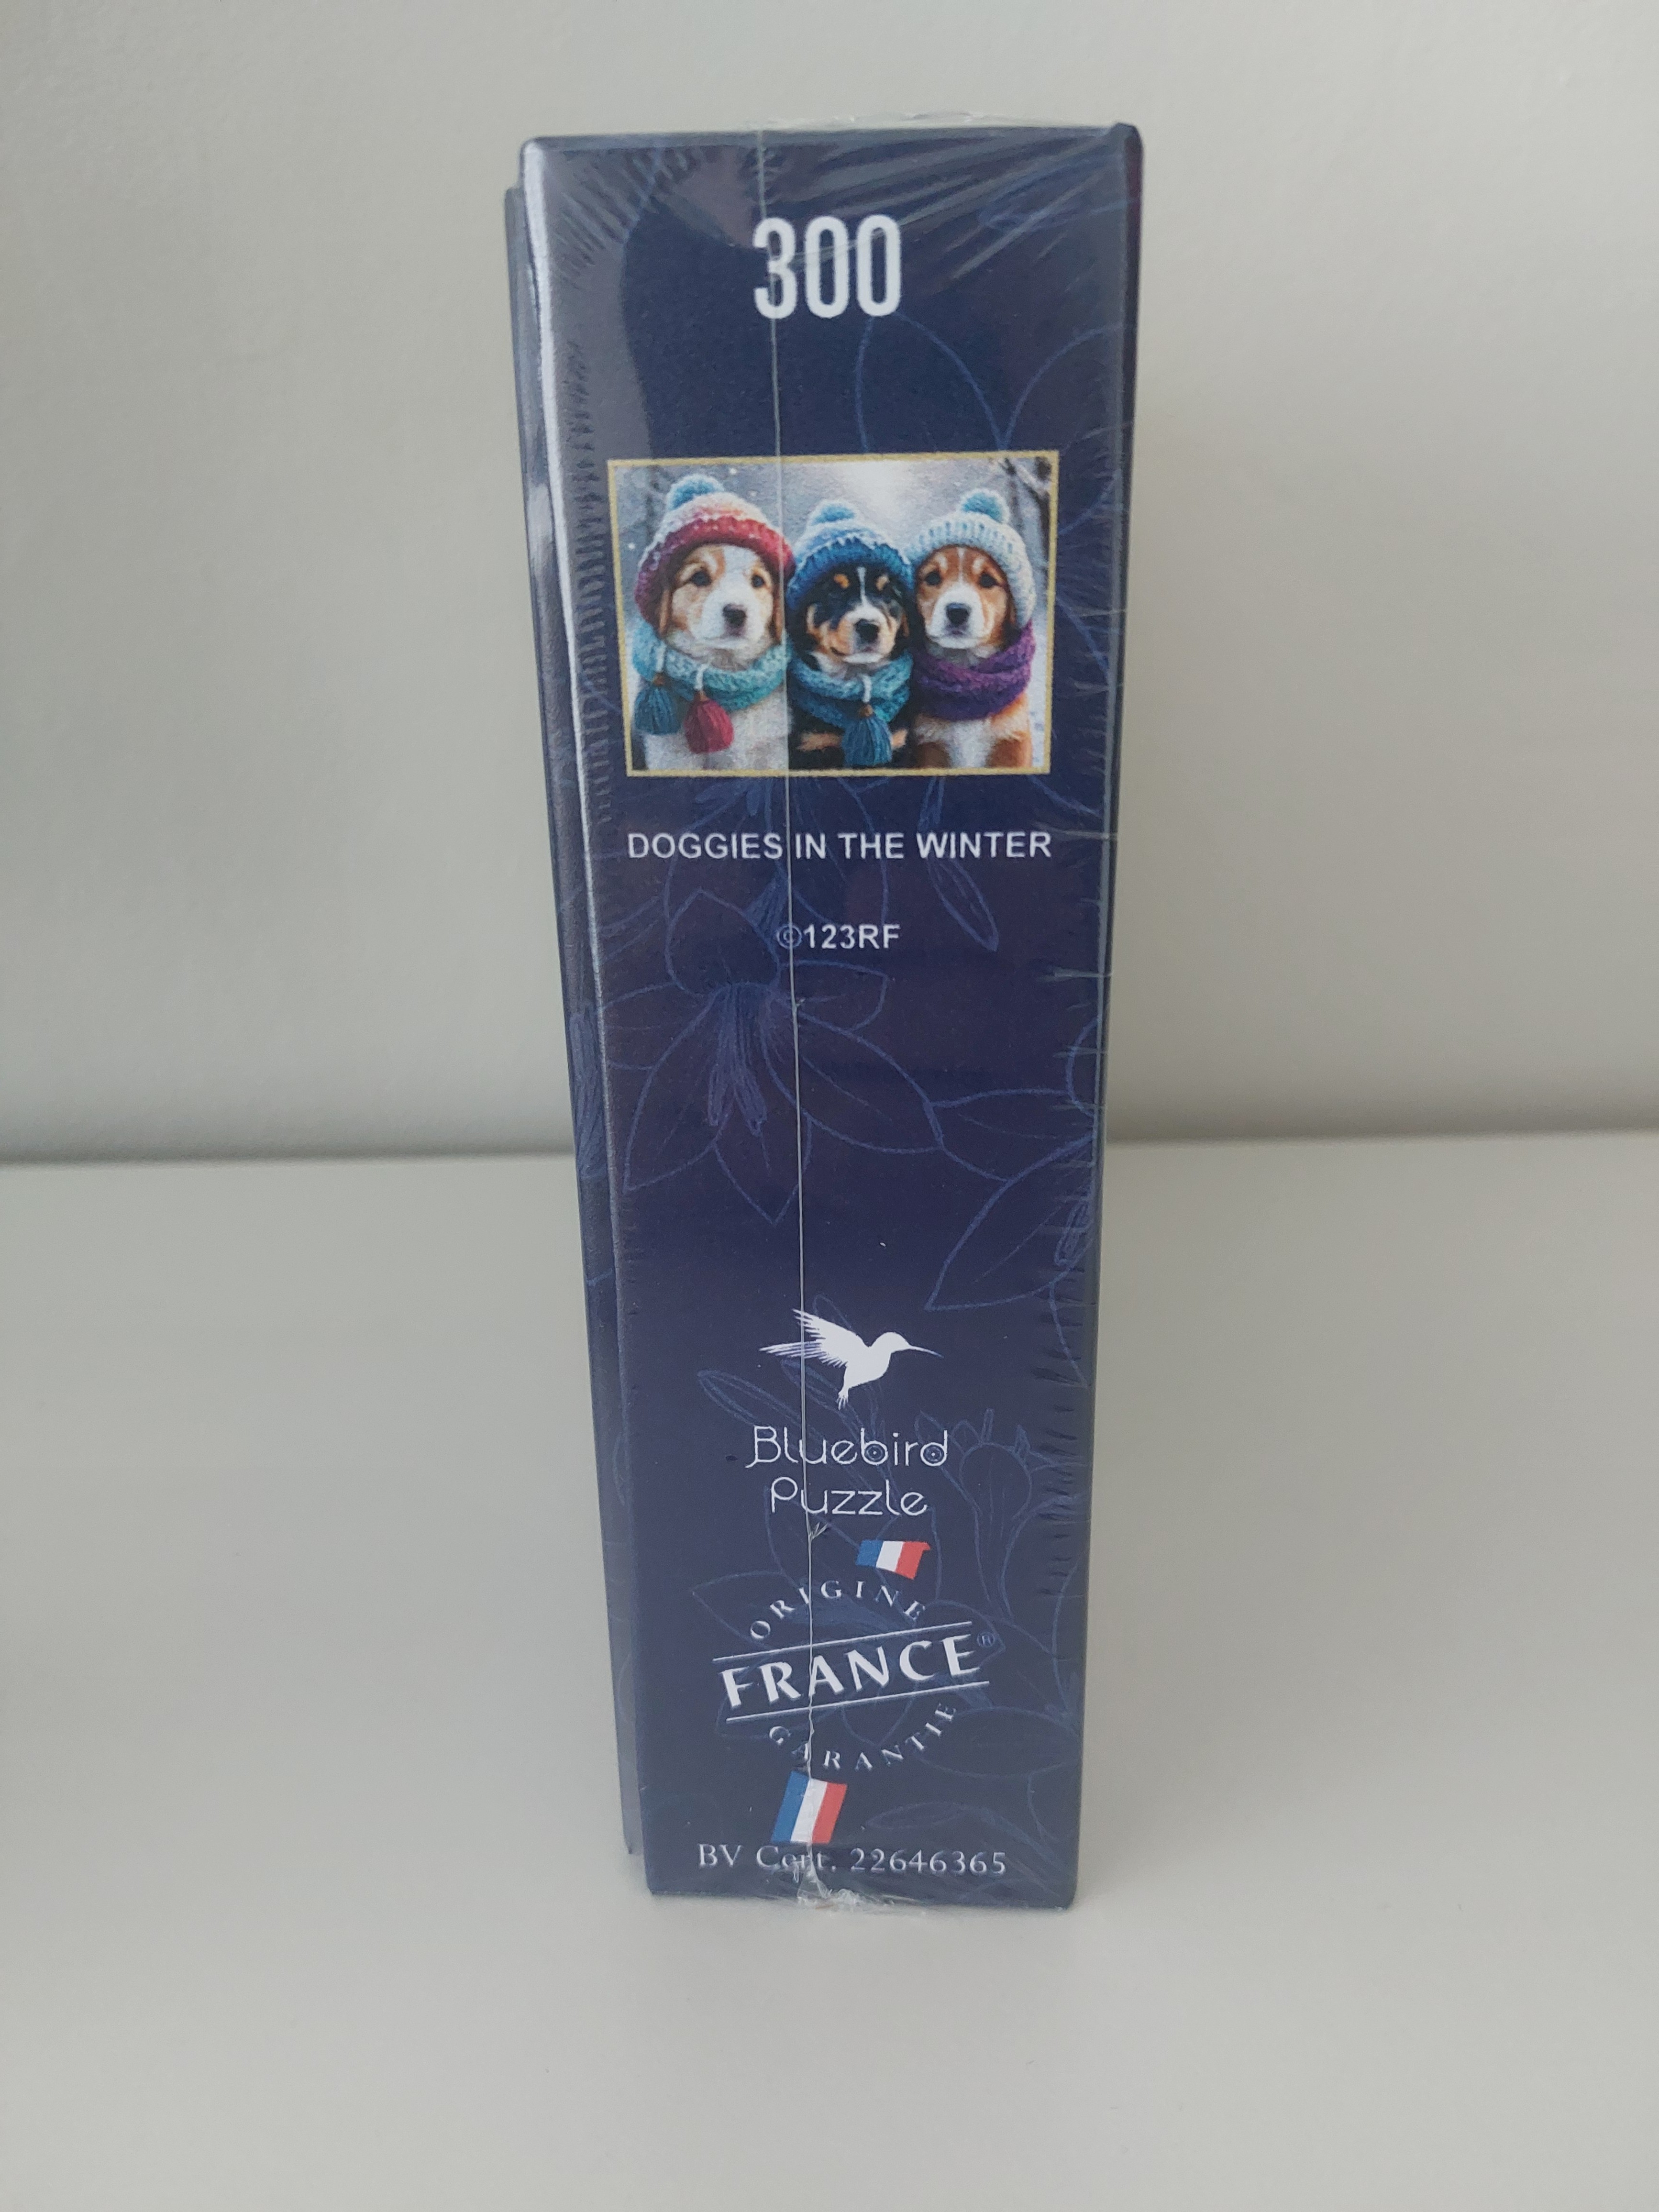 300
DOGGIES IN THE WINTER
©123RF
Bluebird
Puzzle
ORIGINE
FRANCE®
GARANTIE
BV Cert. 22646365